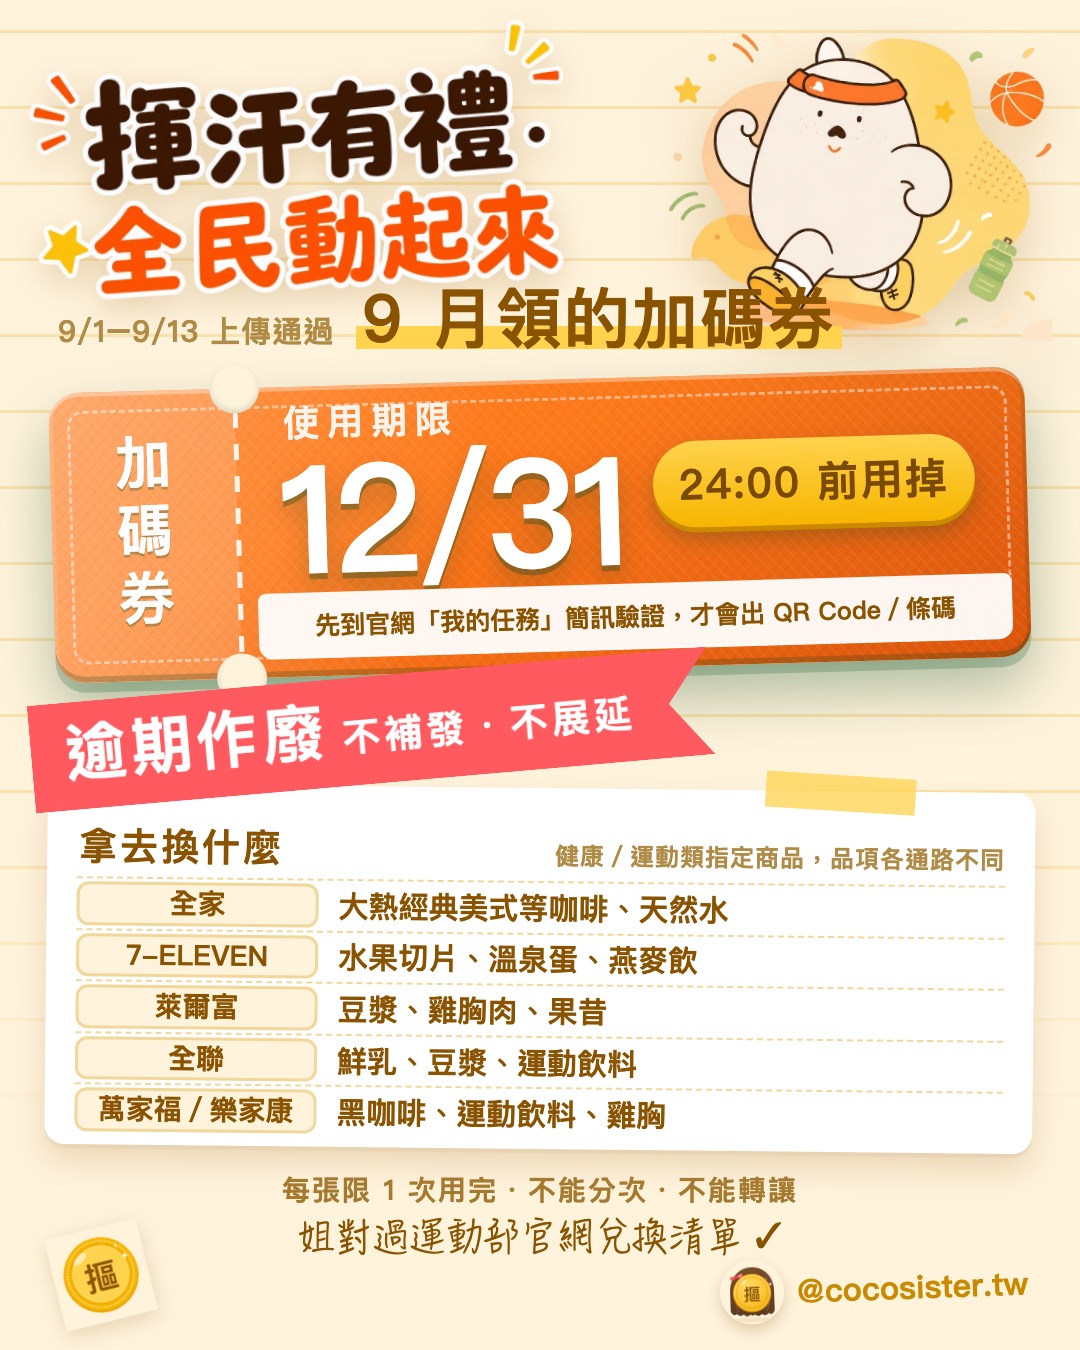 揮汗有禮.
全民動起來
9/1–9/13 上傳通過 9 月領的加碼券
加碼券
使用期限
12/31
24:00 前用掉
先到官網「我的任務」簡訊驗證，才會出 QR Code / 條碼
逾期作廢 不補發．不展延
拿去換什麼
健康 / 運動類指定商品，品項各通路不同
全家 大熱經典美式等咖啡、天然水
7-ELEVEN 水果切片、溫泉蛋、燕麥飲
萊爾富 豆漿、雞胸肉、果昔
全聯 鮮乳、豆漿、運動飲料
萬家福 / 樂家康 黑咖啡、運動飲料、雞胸
每張限 1 次用完．不能分次．不能轉讓
姐對過運動部官網兌換清單 ✓
摳
摳 @cocosister.tw